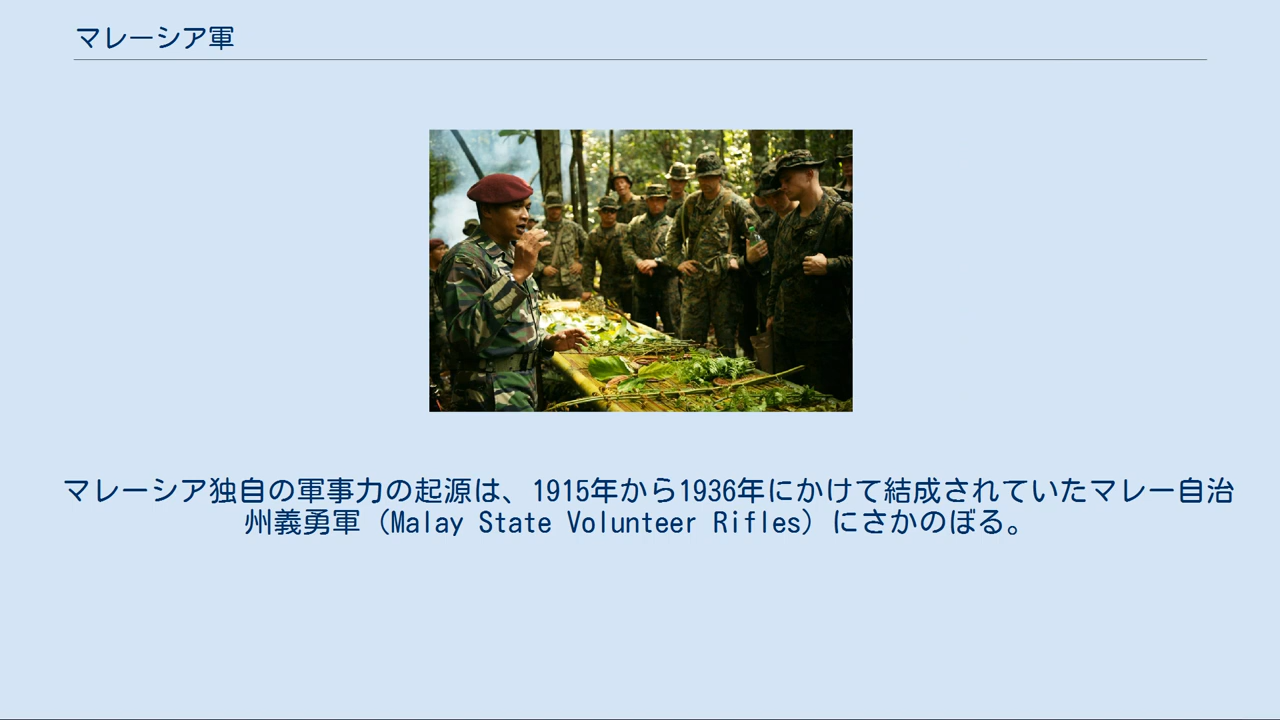 マレーシア軍
マレーシア独自の軍事力の起源は、1915年から1936年にかけて結成されていたマレー自治
州義勇軍（Malay State Volunteer Rifles）にさかのぼる。